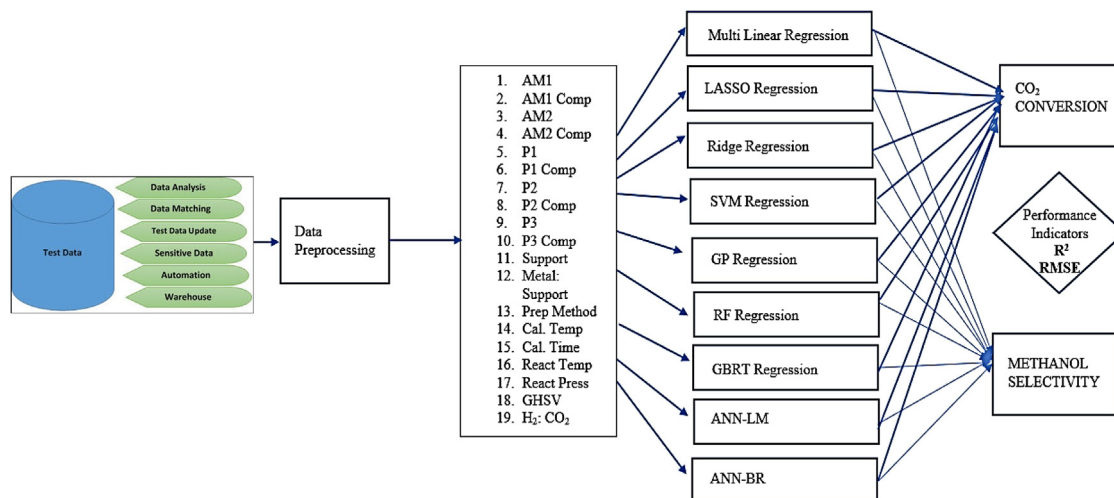 Test Data
Data Analysis
Data Matching
Test Data Update
Sensitive Data
Automation
Warehouse
Data
Preprocessing
1. AM1
2. AM1 Comp
3. AM2
4. AM2 Comp
5. P1
6. P1 Comp
7. P2
8. P2 Comp
9. P3
10. P3 Comp
11. Support
12. Metal:
Support
13. Prep Method
14. Cal. Temp
15. Cal. Time
16. React Temp
17. React Press
18. GHSV
19. H₂: CO₂
Multi Linear Regression
LASSO Regression
Ridge Regression
SVM Regression
GP Regression
RF Regression
GBRT Regression
ANN-LM
ANN-BR
CO₂
CONVERSION
Performance
Indicators
R²
RMSE
METHANOL
SELECTIVITY